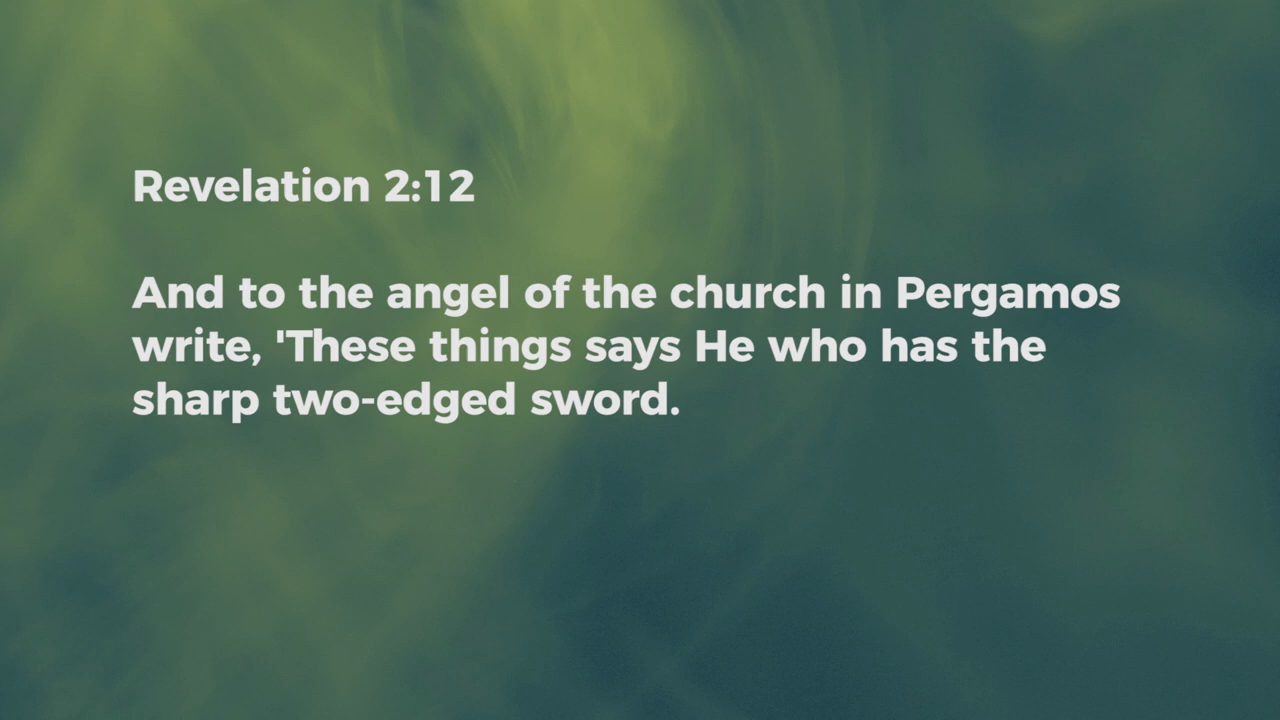 Revelation 2:12
And to the angel of the church in Pergamos
write, 'These things says He who has the
sharp two-edged sword.